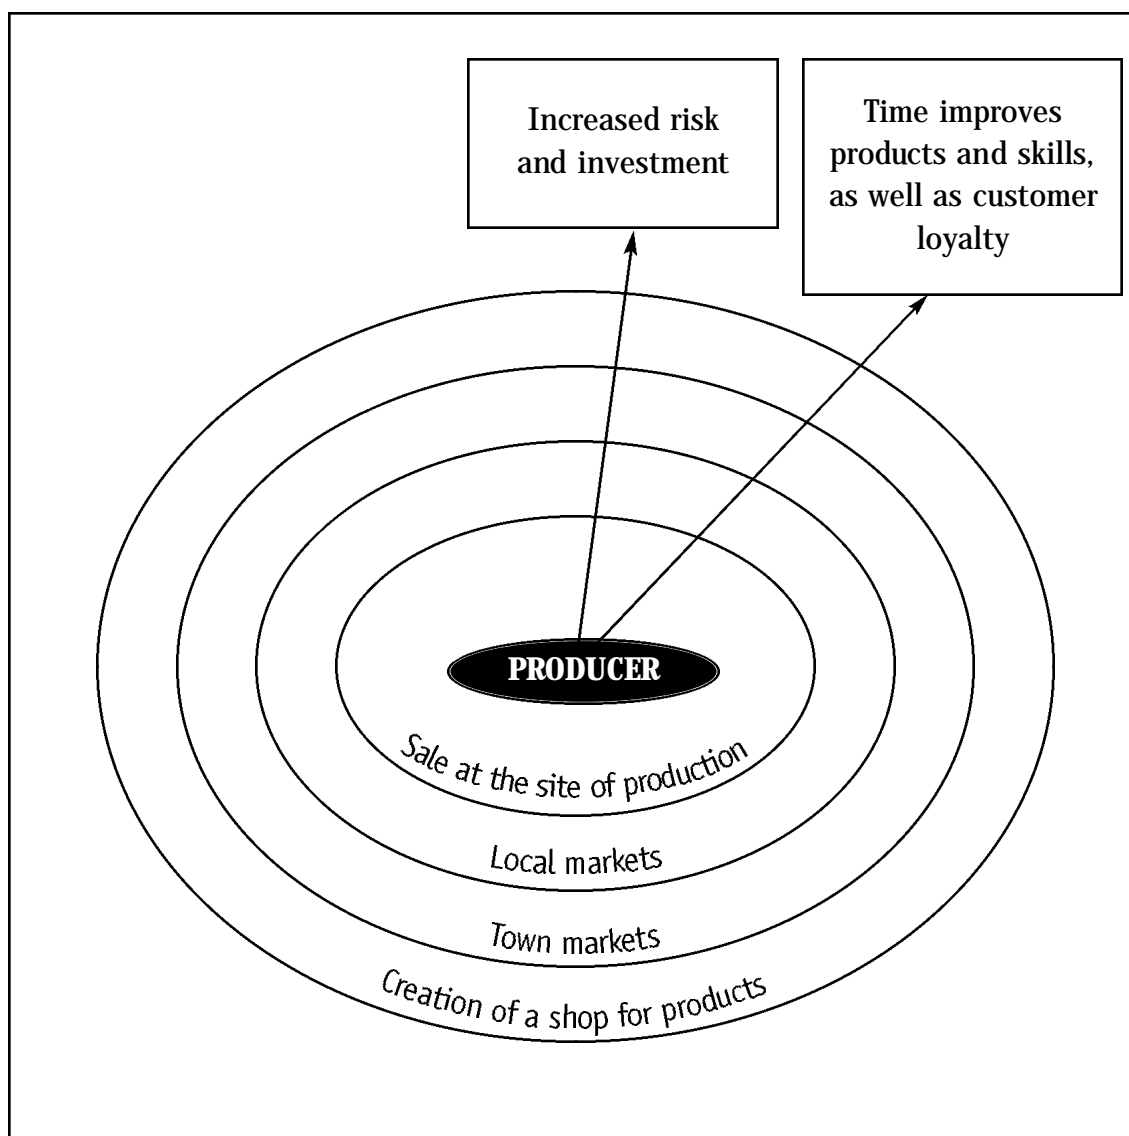 Increased risk
and investment
Time improves
products and skills,
as well as customer
loyalty
PRODUCER
Sale at the site of production
Local markets
Town markets
Creation of a shop for products